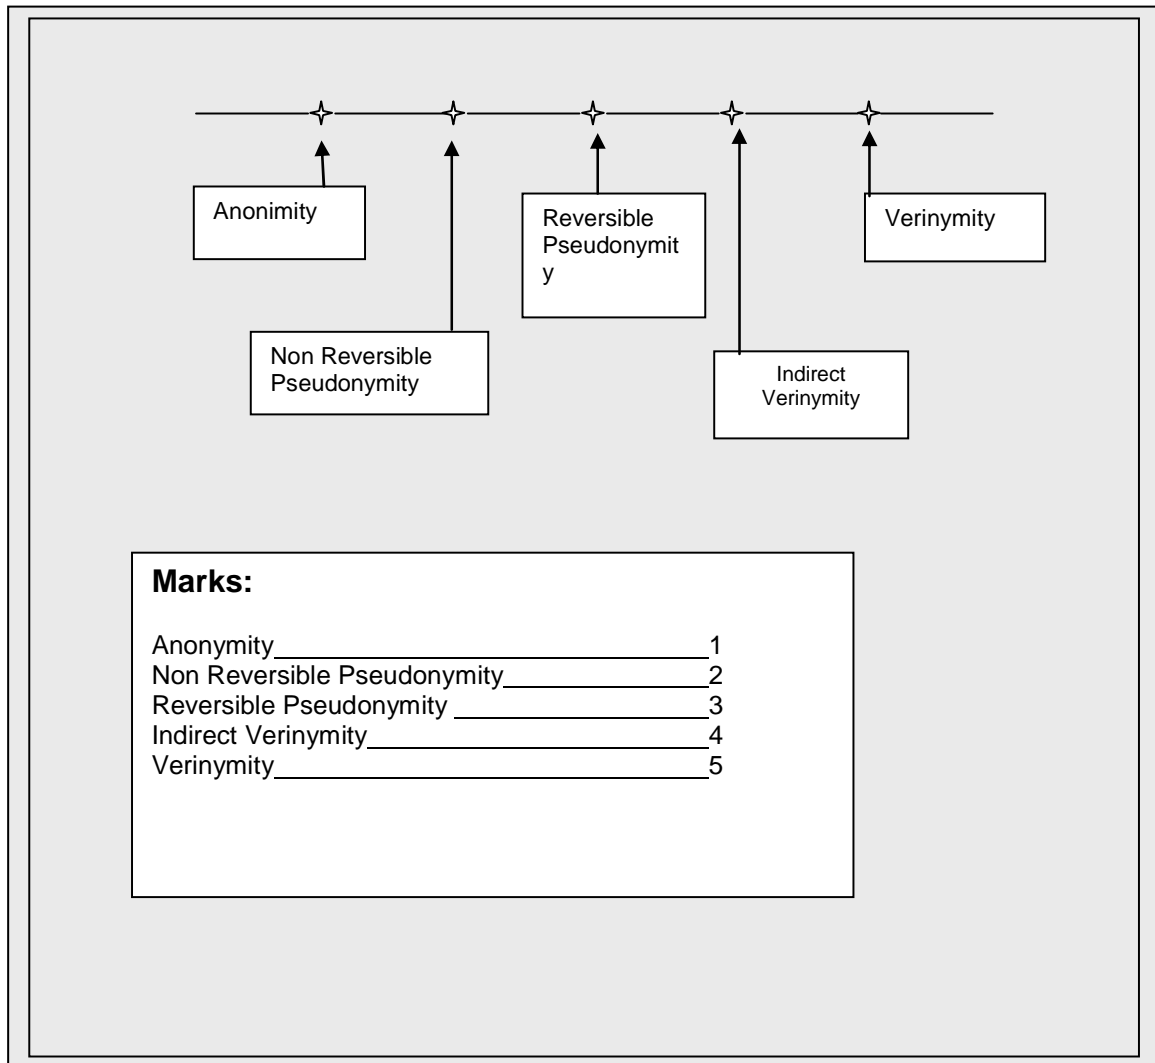 Anonimity
Reversible
Pseudonymit
y
Verinymity
Non Reversible
Pseudonymity
Indirect
Verinymity
Marks:
Anonymity 1
Non Reversible Pseudonymity 2
Reversible Pseudonymity 3
Indirect Verinymity 4
Verinymity 5